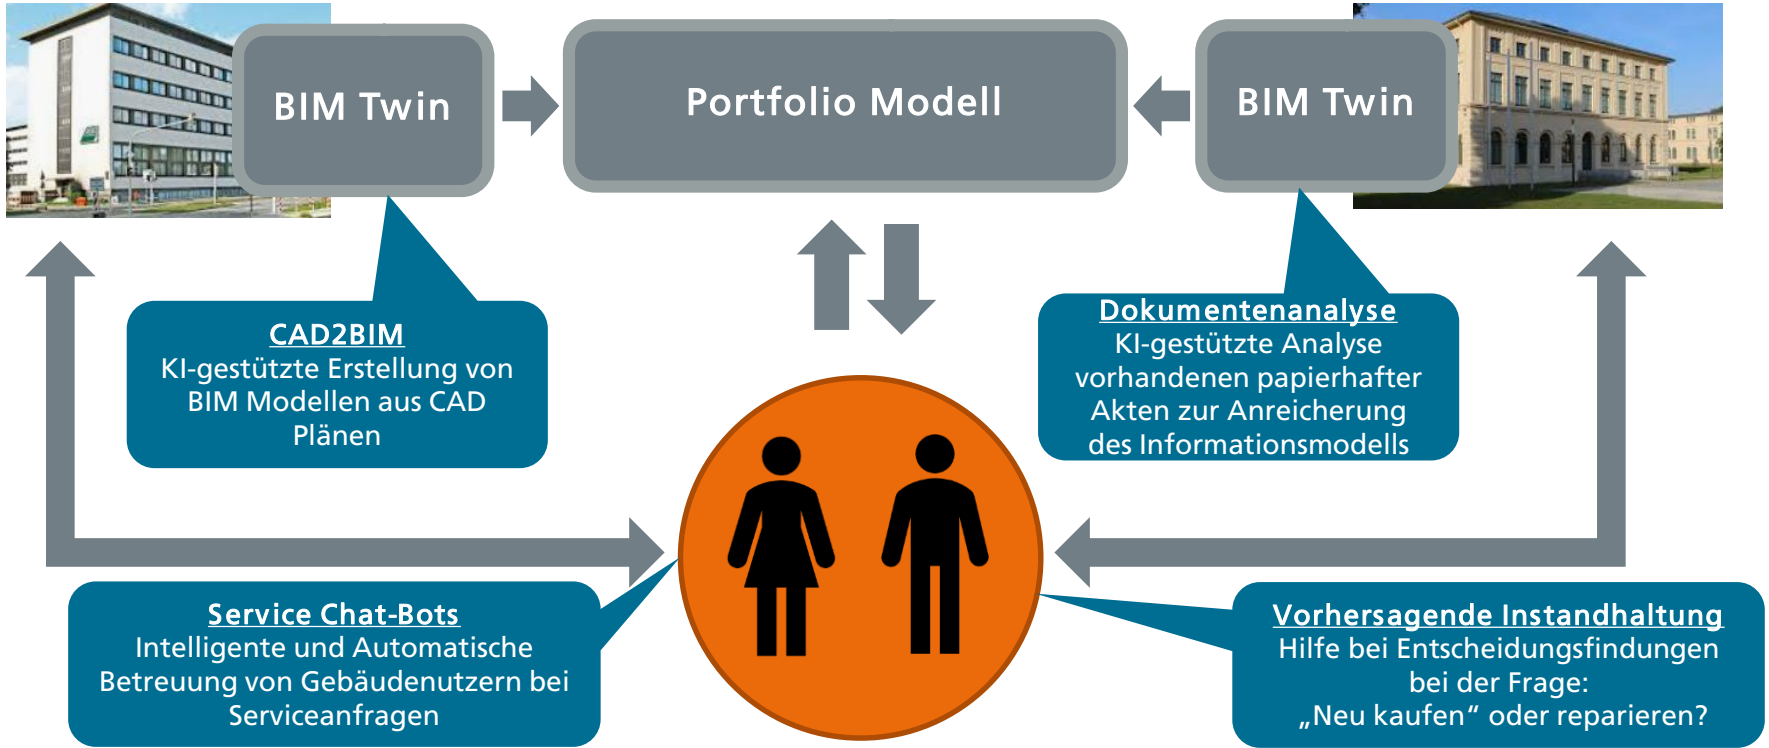 BIM Twin
Portfolio Modell
BIM Twin
CAD2BIM
KI-gestützte Erstellung von
BIM Modellen aus CAD
Plänen
Dokumentenanalyse
KI-gestützte Analyse
vorhandenen papierhafter
Akten zur Anreicherung
des Informationsmodells
Service Chat-Bots
Intelligente und Automatische
Betreuung von Gebäudenutzern bei
Serviceanfragen
Vorhersagende Instandhaltung
Hilfe bei Entscheidungsfindungen
bei der Frage:
„Neu kaufen“ oder reparieren?